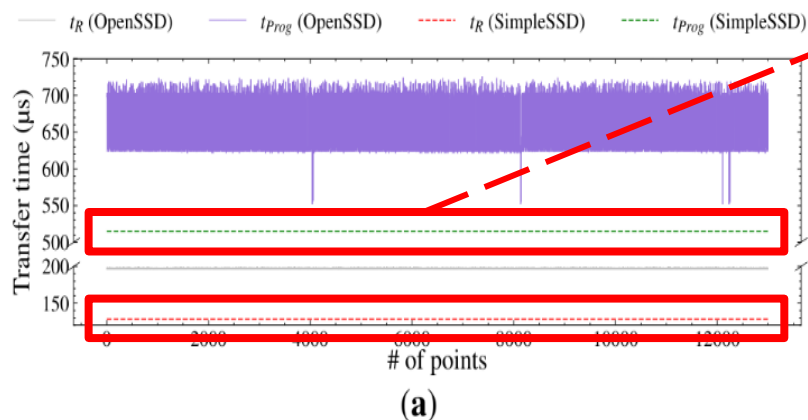 t_R (OpenSSD) t_Prog (OpenSSD) t_R (SimpleSSD) t_Prog (SimpleSSD)
Transfer time (µs)
750
700
650
600
550
500
200
150
0 2000 4000 6000 8000 10000 12000
# of points
(a)